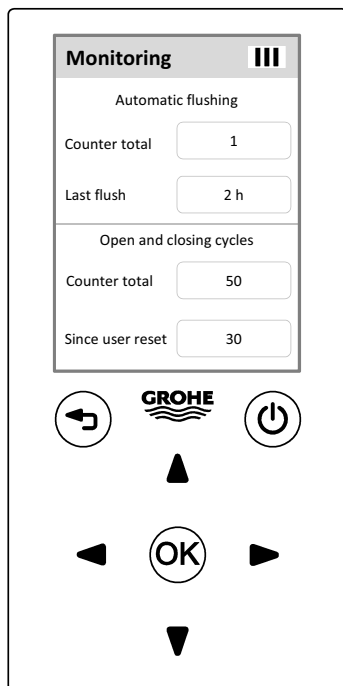 Monitoring
Automatic flushing
Counter total 1
Last flush 2 h
Open and closing cycles
Counter total 50
Since user reset 30
GROHE
OK